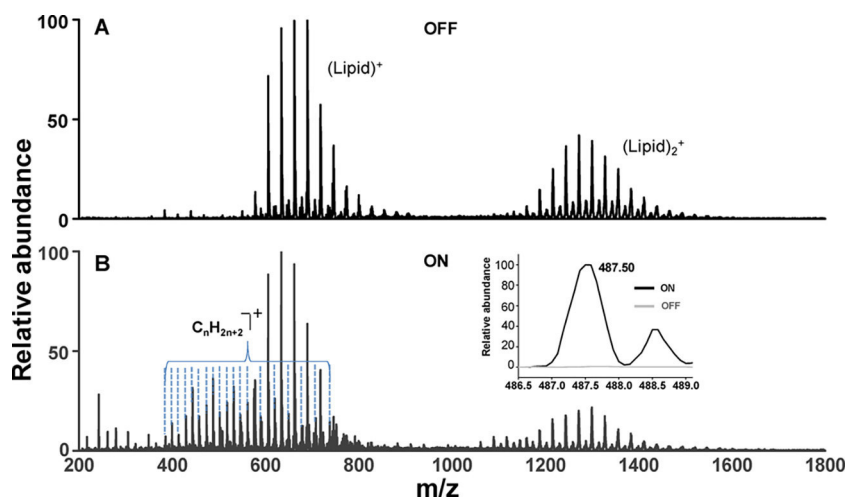 A
OFF
100
50
0
(Lipid)+
(Lipid)2+
Relative abundance
B
ON
100
50
0
CnH2n+2 +
Relative abundance
100
80
60
40
20
0
487.50
ON
OFF
486.5 487.0 487.5 488.0 488.5 489.0
200 400 600 800 1000 1200 1400 1600 1800
m/z